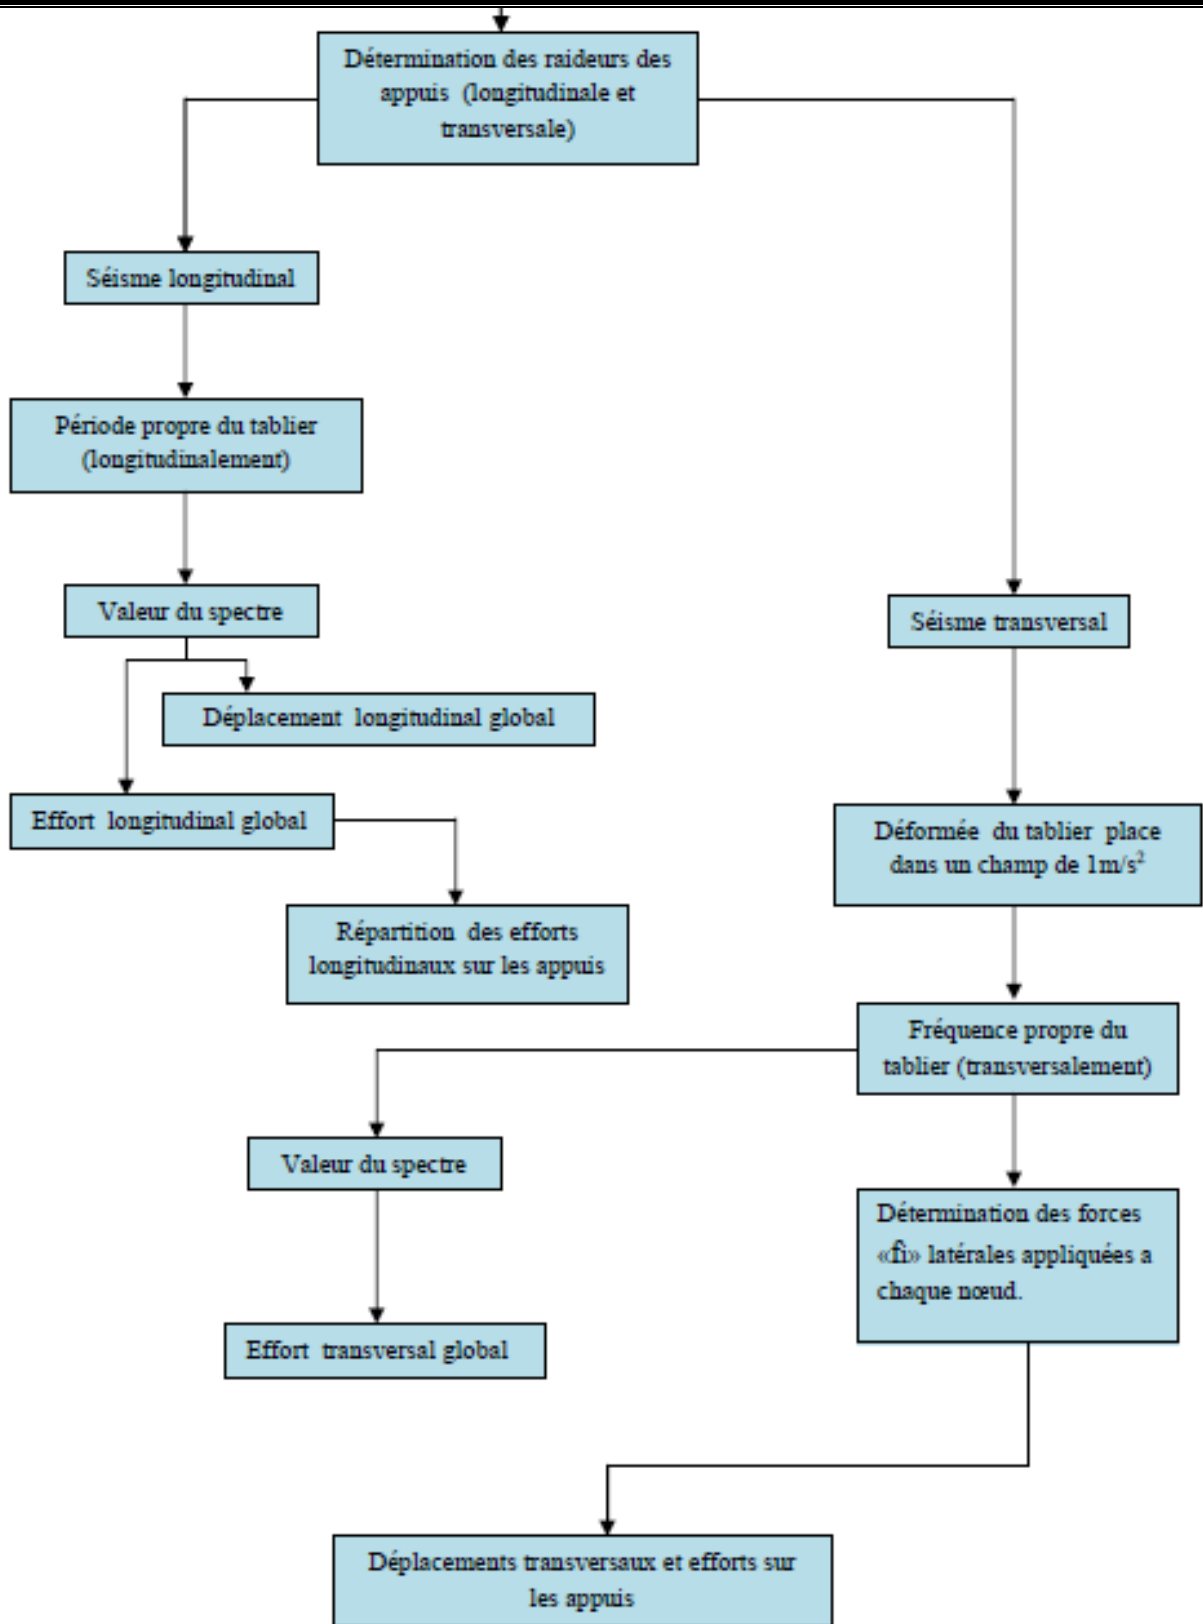 Détermination des raideurs des
appuis (longitudinale et
transversale)
Séisme longitudinal
Période propre du tablier
(longitudinalement)
Valeur du spectre
Séisme transversal
Déplacement longitudinal global
Effort longitudinal global
Déformée du tablier place
dans un champ de 1m/s²
Répartition des efforts
longitudinaux sur les appuis
Fréquence propre du
tablier (transversalement)
Valeur du spectre
Détermination des forces
«fi» latérales appliquées a
chaque nœud.
Effort transversal global
Déplacements transversaux et efforts sur
les appuis